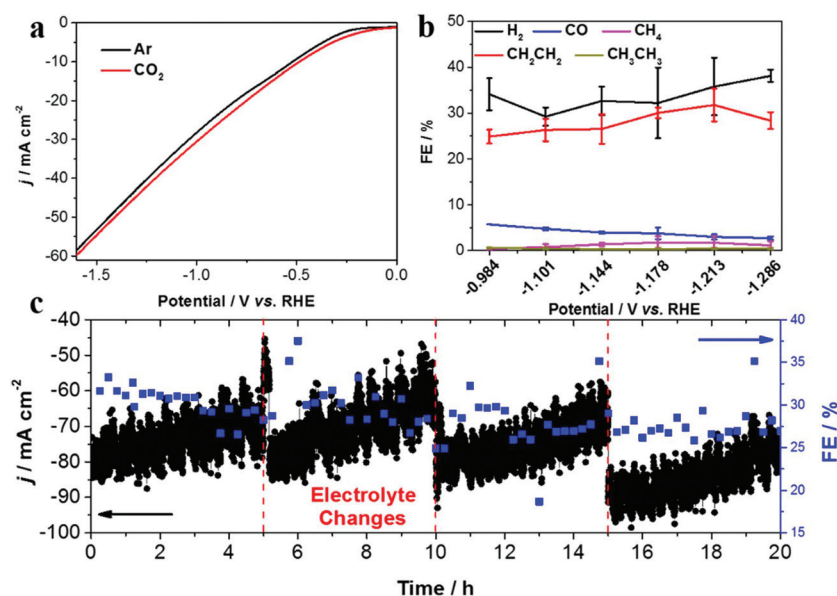 a
Ar
CO₂
0
-10
-20
-30
-40
-50
-60
j / mA cm⁻²
-1.5 -1.0 -0.5 0.0
Potential / V vs. RHE
b
H₂ CO CH₄
CH₂CH₂ CH₃CH₃
50
40
30
20
10
0
FE / %
-0.984 -1.101 -1.144 -1.178 -1.213 -1.286
Potential / V vs. RHE
c
-40
-50
-60
-70
-80
-90
-100
j / mA cm⁻²
Electrolyte
Changes
40
35
30
25
20
15
FE / %
0 2 4 6 8 10 12 14 16 18 20
Time / h